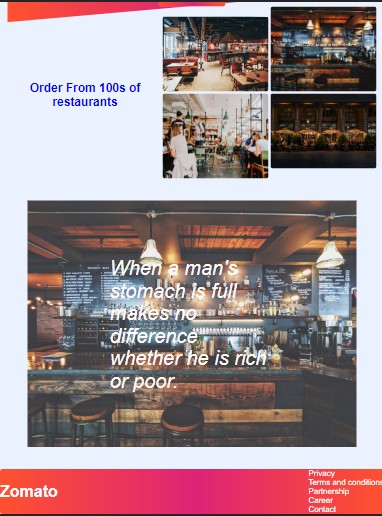 Order From 100s of
restaurants
When a man's
stomach is full
makes no
difference
whether he is rich
or poor.
Zomato
Privacy
Terms and conditions
Partnership
Career
Contact